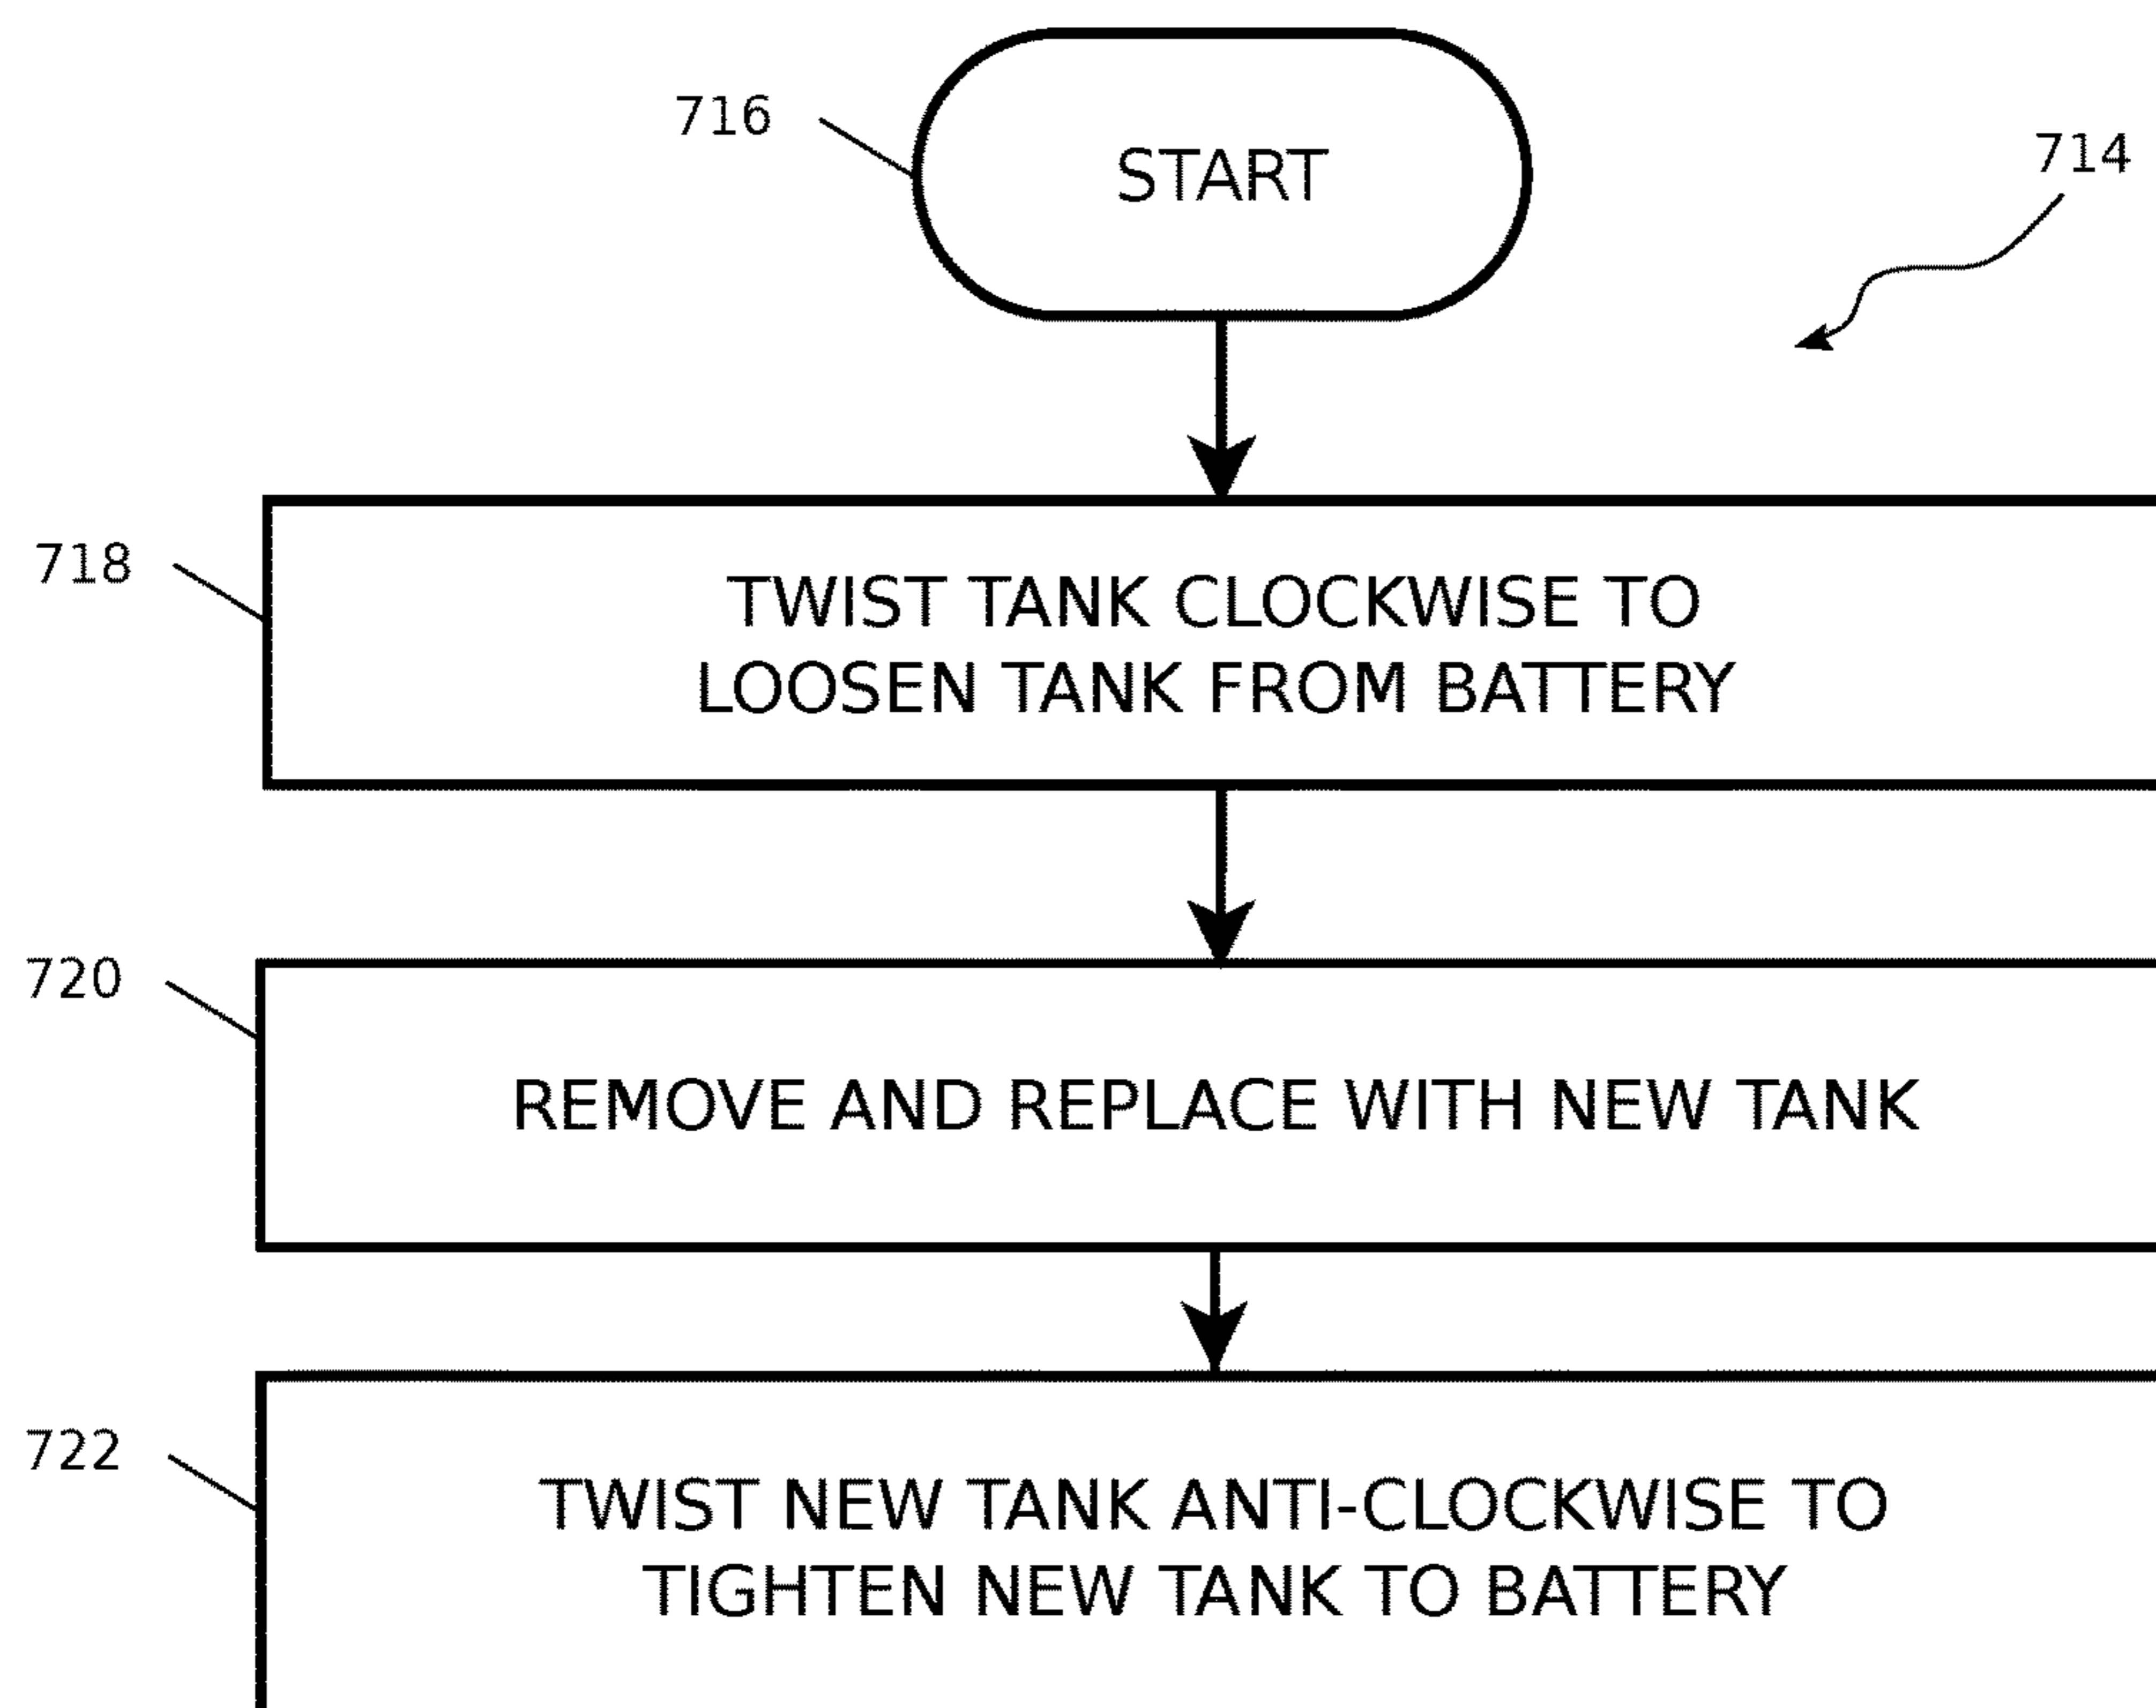 716
START
714
718
TWIST TANK CLOCKWISE TO
LOOSEN TANK FROM BATTERY
720
REMOVE AND REPLACE WITH NEW TANK
722
TWIST NEW TANK ANTI-CLOCKWISE TO
TIGHTEN NEW TANK TO BATTERY